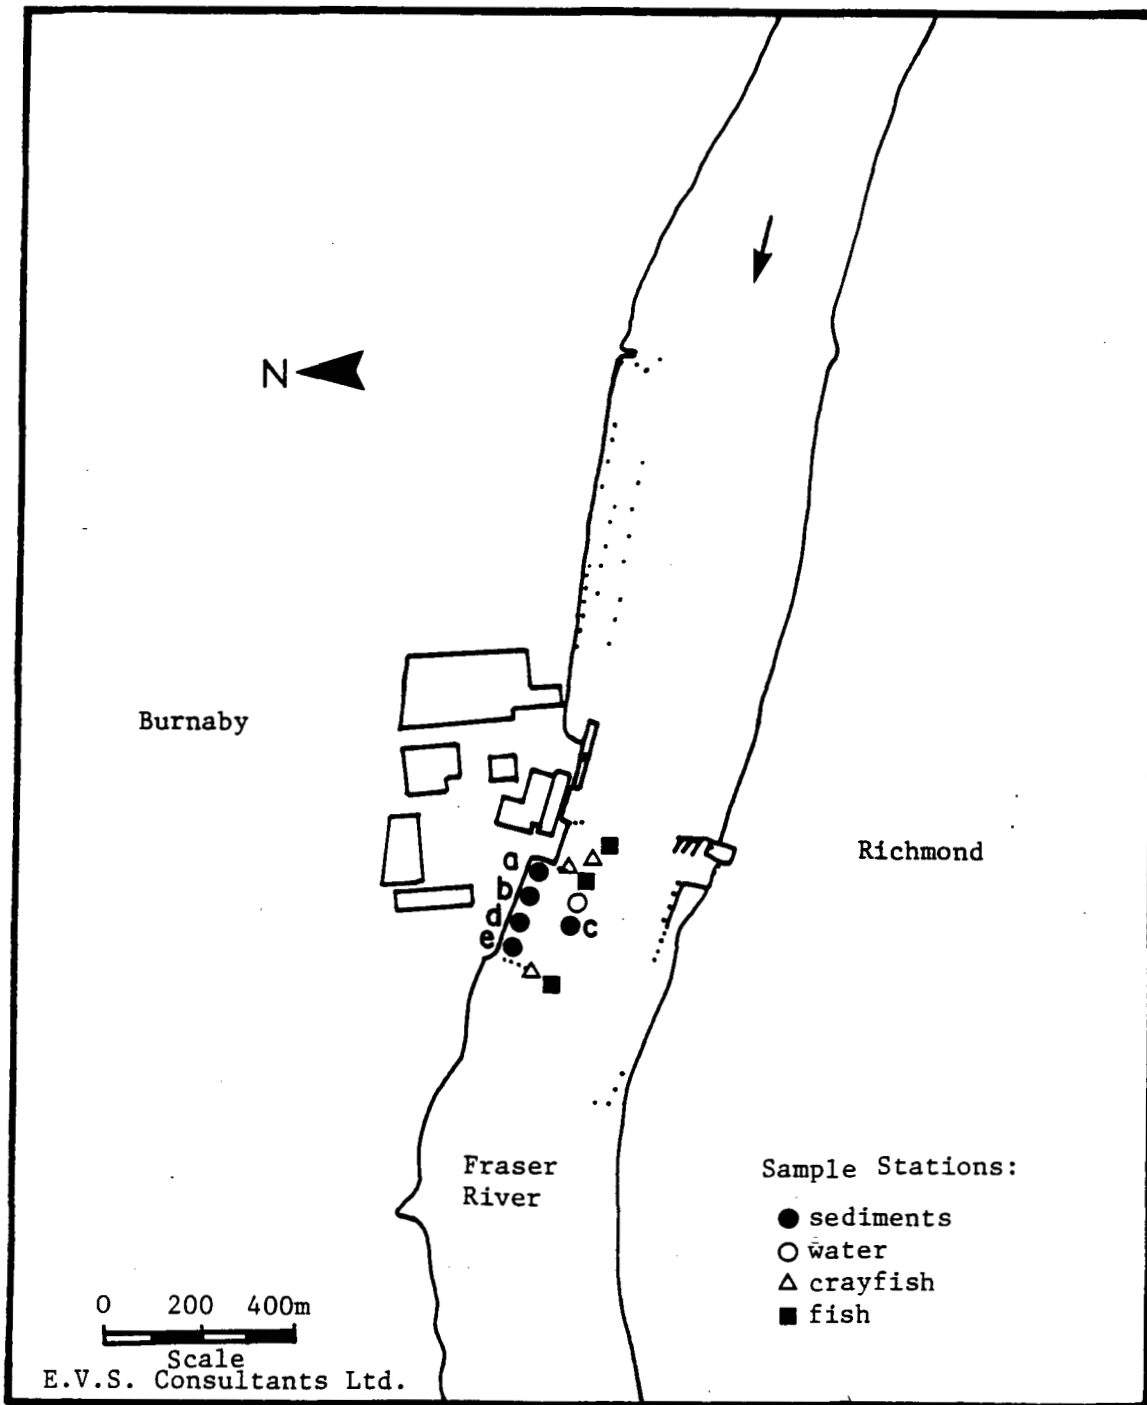 N
Burnaby
Richmond
a
b
d
c
e
Fraser
River
Sample Stations:
sediments
water
crayfish
fish
0 200 400m
Scale
E.V.S. Consultants Ltd.